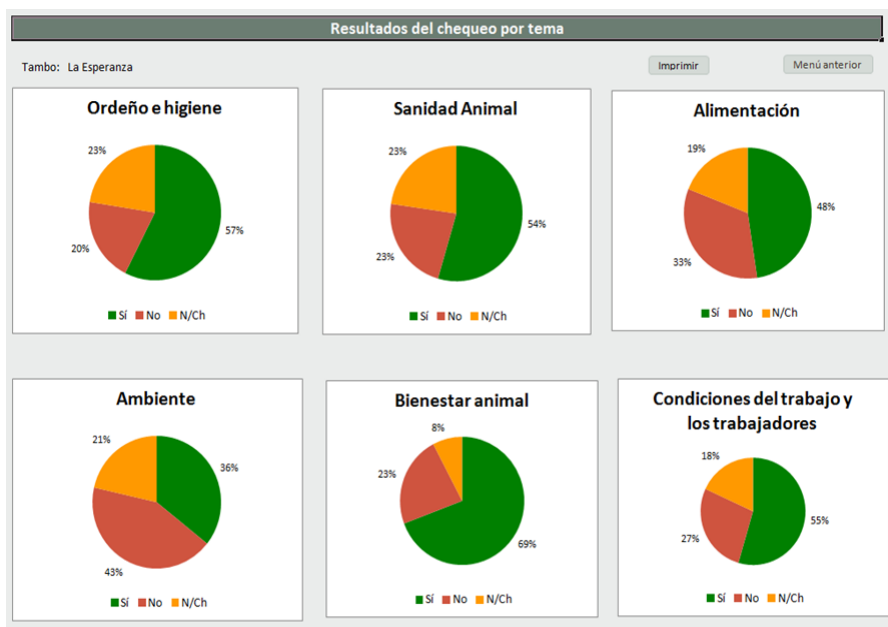 Resultados del chequeo por tema
Tambo: La Esperanza
Imprimir
Menú anterior
Ordeño e higiene
23%
57%
20%
Sí No N/Ch
Sanidad Animal
23%
54%
23%
Sí No N/Ch
Alimentación
19%
48%
33%
Sí No N/Ch
Ambiente
21%
36%
43%
Sí No N/Ch
Bienestar animal
8%
23%
69%
Sí No N/Ch
Condiciones del trabajo y
los trabajadores
18%
55%
27%
Sí No N/Ch